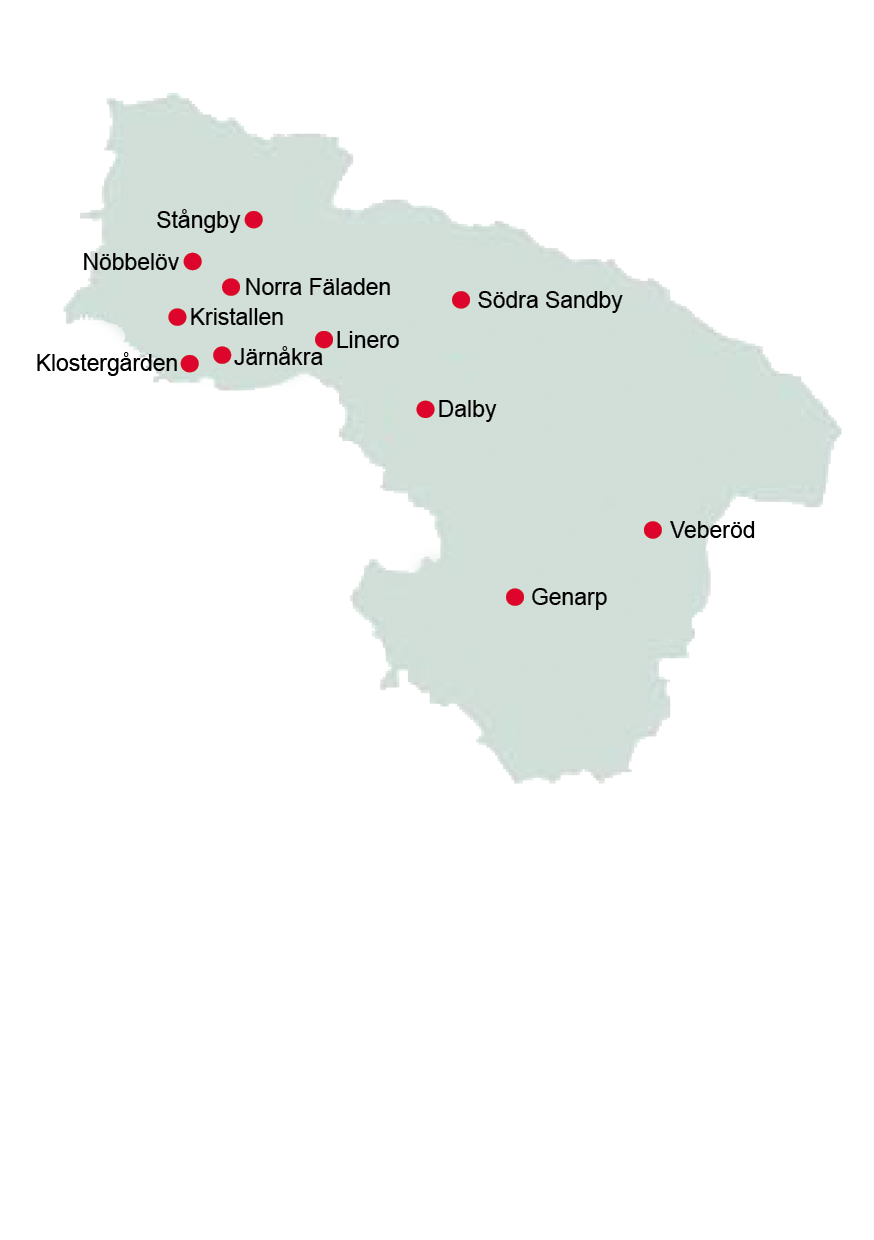 Stångby
Nöbbelöv
Norra Fäladen
Södra Sandby
Kristallen
Linero
Järnåkra
Klostergården
Dalby
Veberöd
Genarp